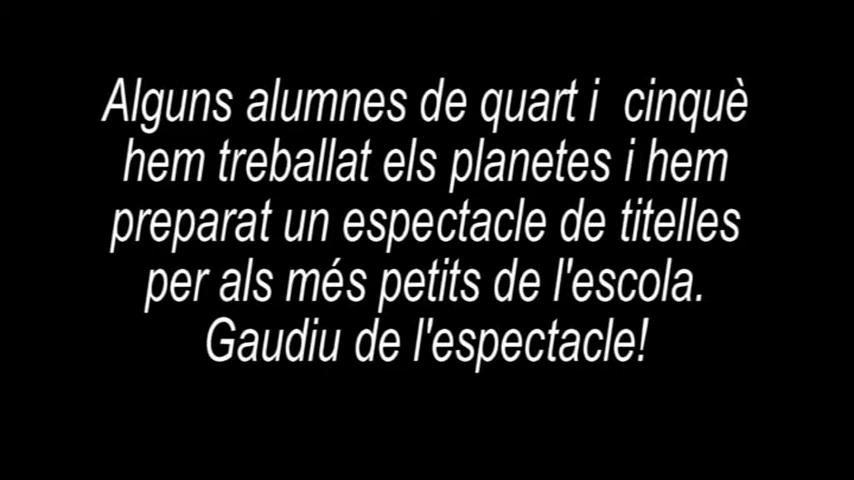 Alguns alumnes de quart i  cinquè
hem treballat els planetes i hem
preparat un espectacle de titelles
per als més petits de l'escola.
Gaudiu de l'espectacle!